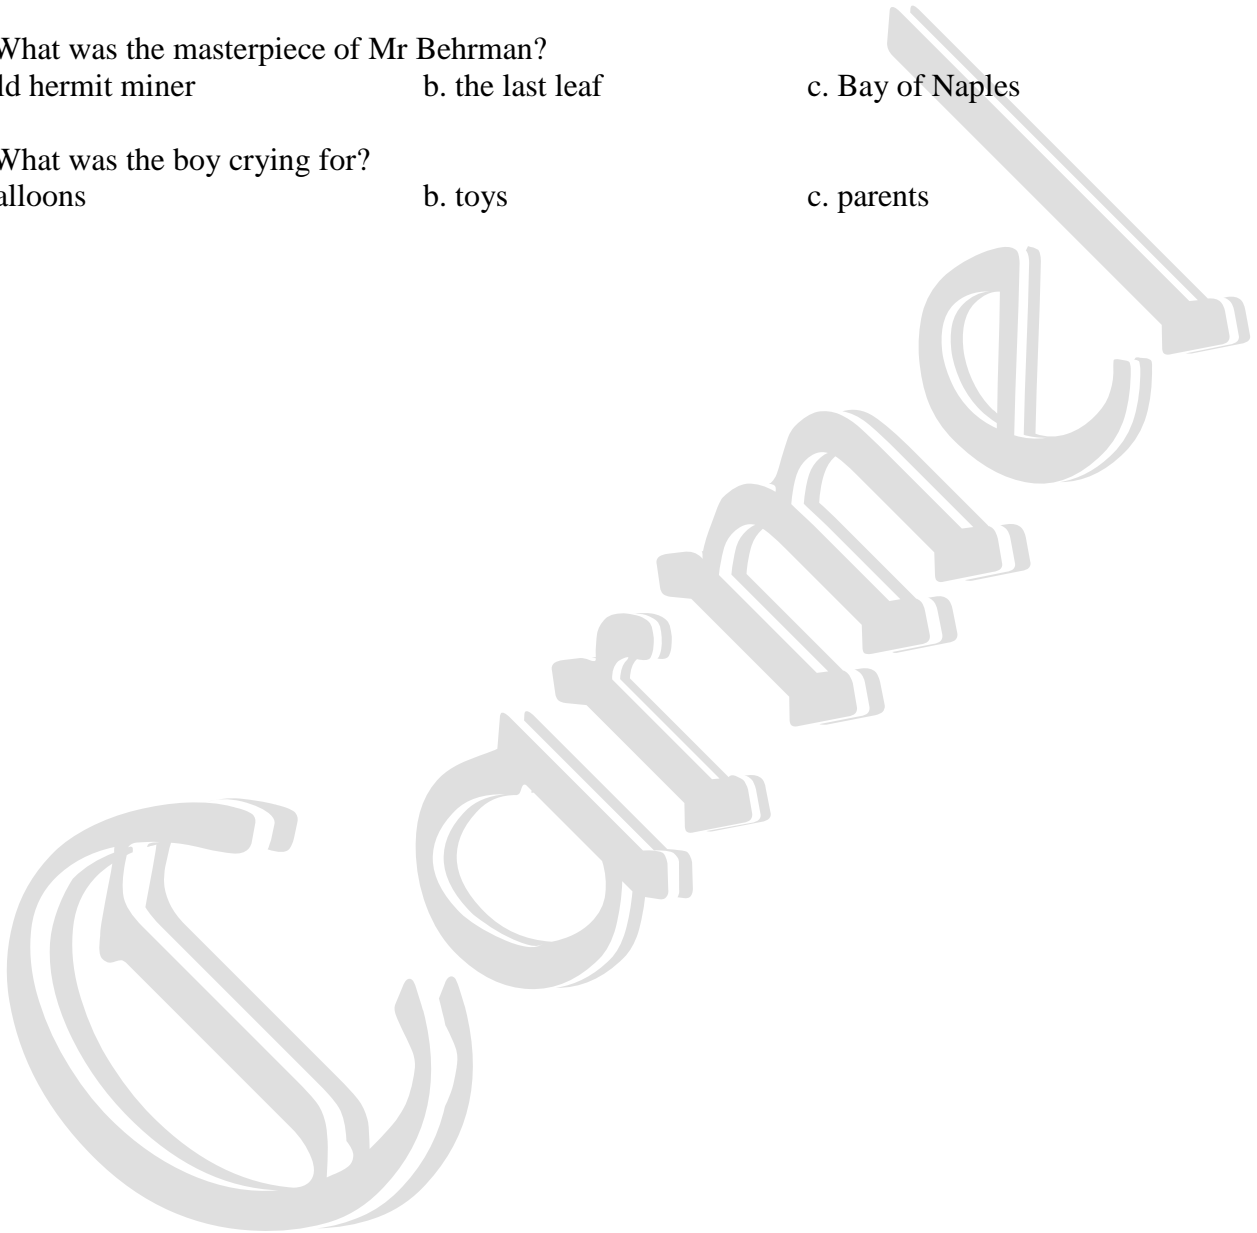 What was the masterpiece of Mr Behrman?
ld hermit miner b. the last leaf c. Bay of Naples
What was the boy crying for?
alloons b. toys c. parents
Carmel